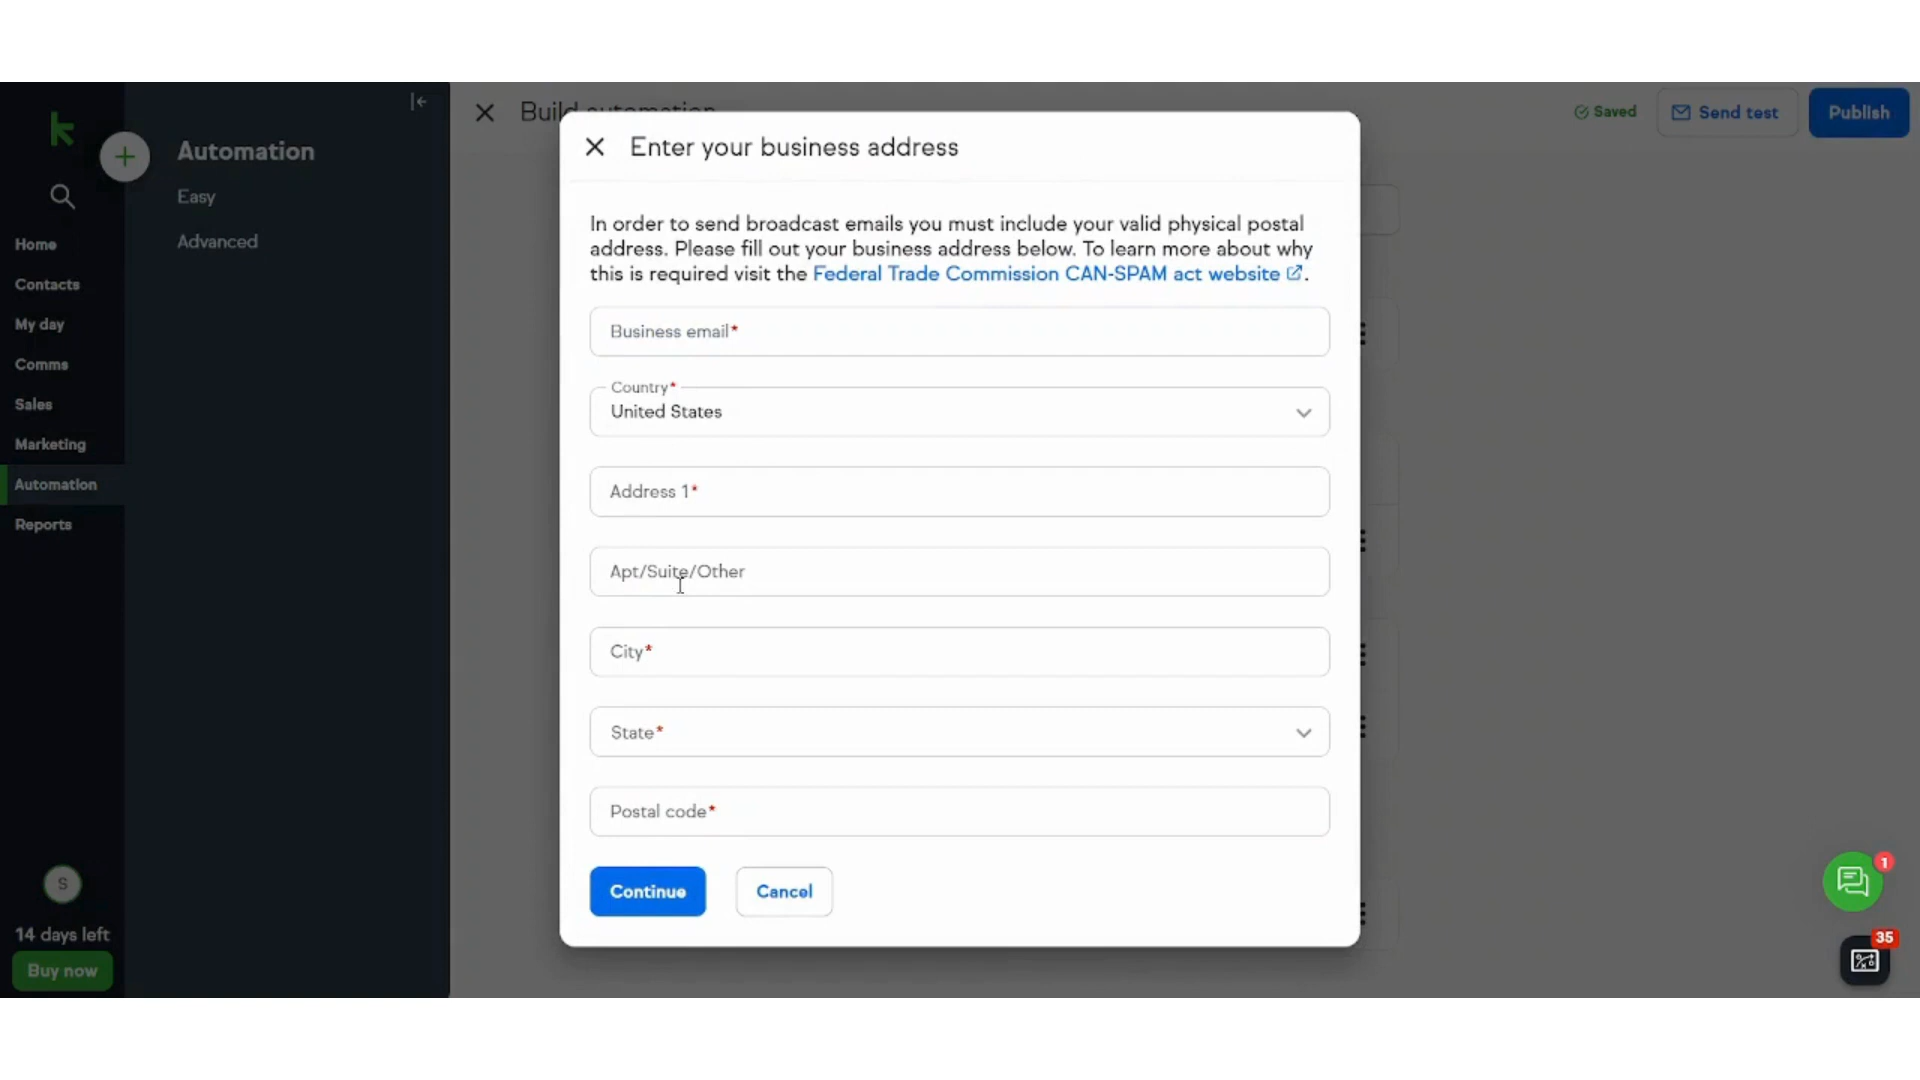 Automation
Easy
Advanced
Home
Contacts
My day
Comms
Sales
Marketing
Automation
Reports
S
14 days left
Buy now
Build automation
Saved
Send test
Publish
Enter your business address
In order to send broadcast emails you must include your valid physical postal
address. Please fill out your business address below. To learn more about why
this is required visit the Federal Trade Commission CAN-SPAM act website.
Business email*
Country*
United States
Address 1*
Apt/Suite/Other
City*
State*
Postal code*
Continue
Cancel
1
35